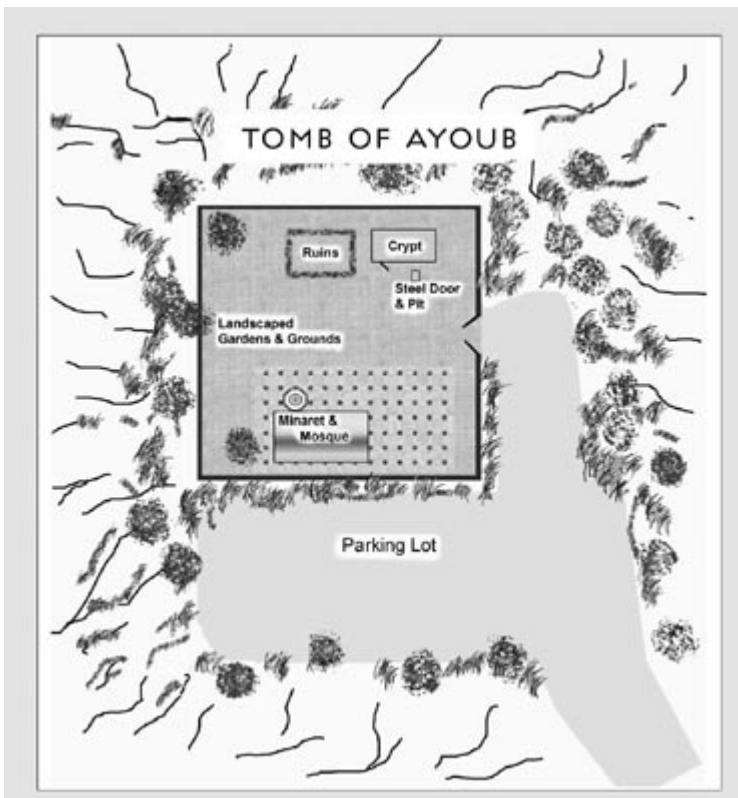 TOMB OF AYOUB
Ruins
Crypt
Steel Door
& Pit
Landscaped
Gardens & Grounds
Minaret &
Mosque
Parking Lot